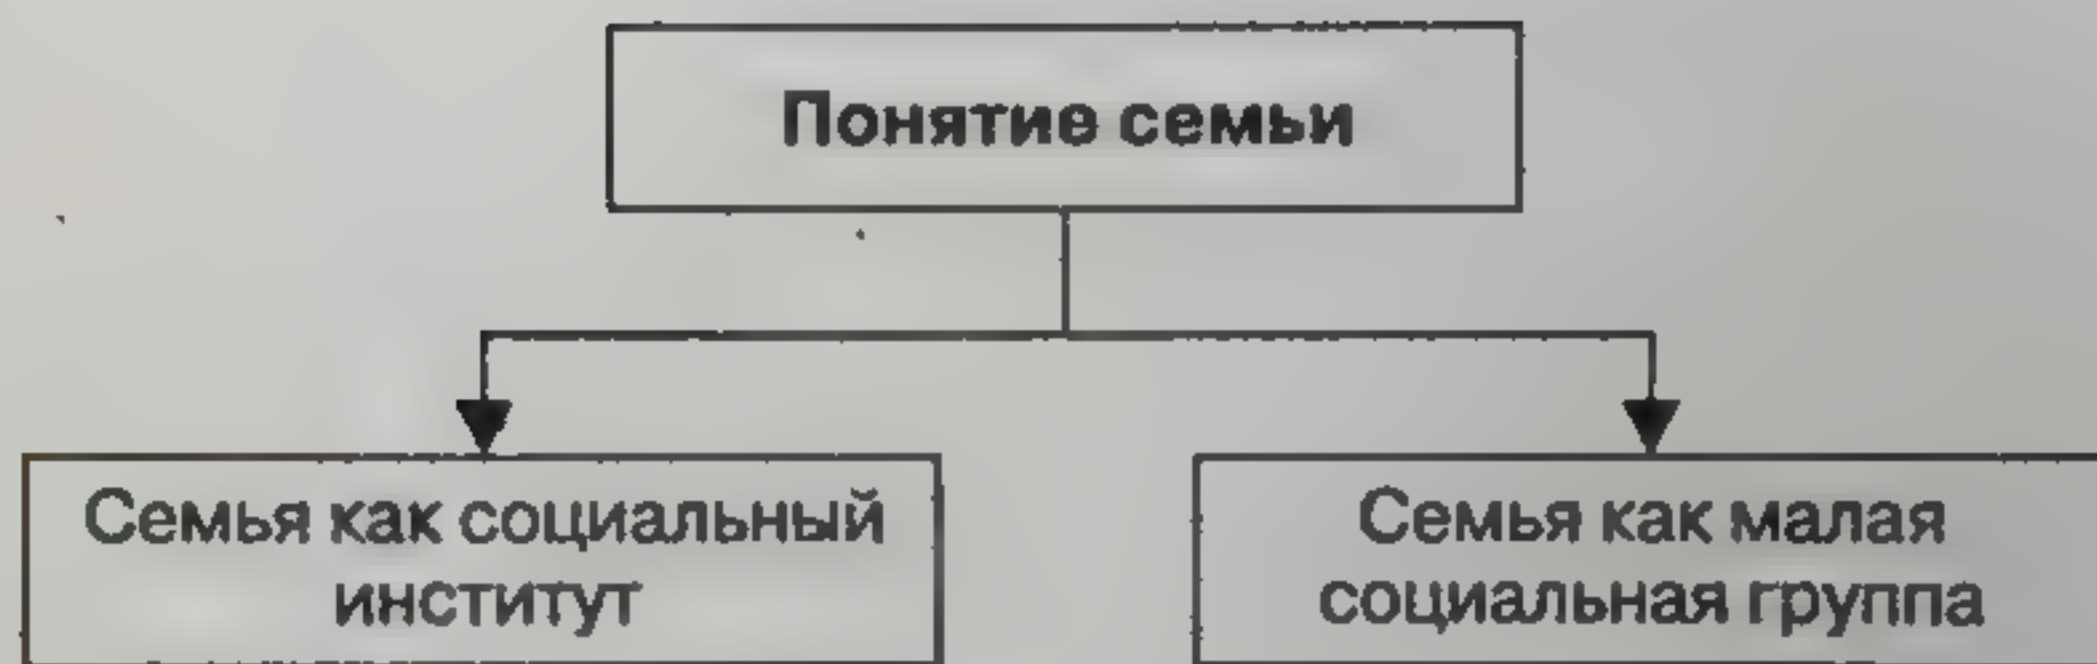 Понятие семьи
Семья как социальный
институт
Семья как малая
социальная группа